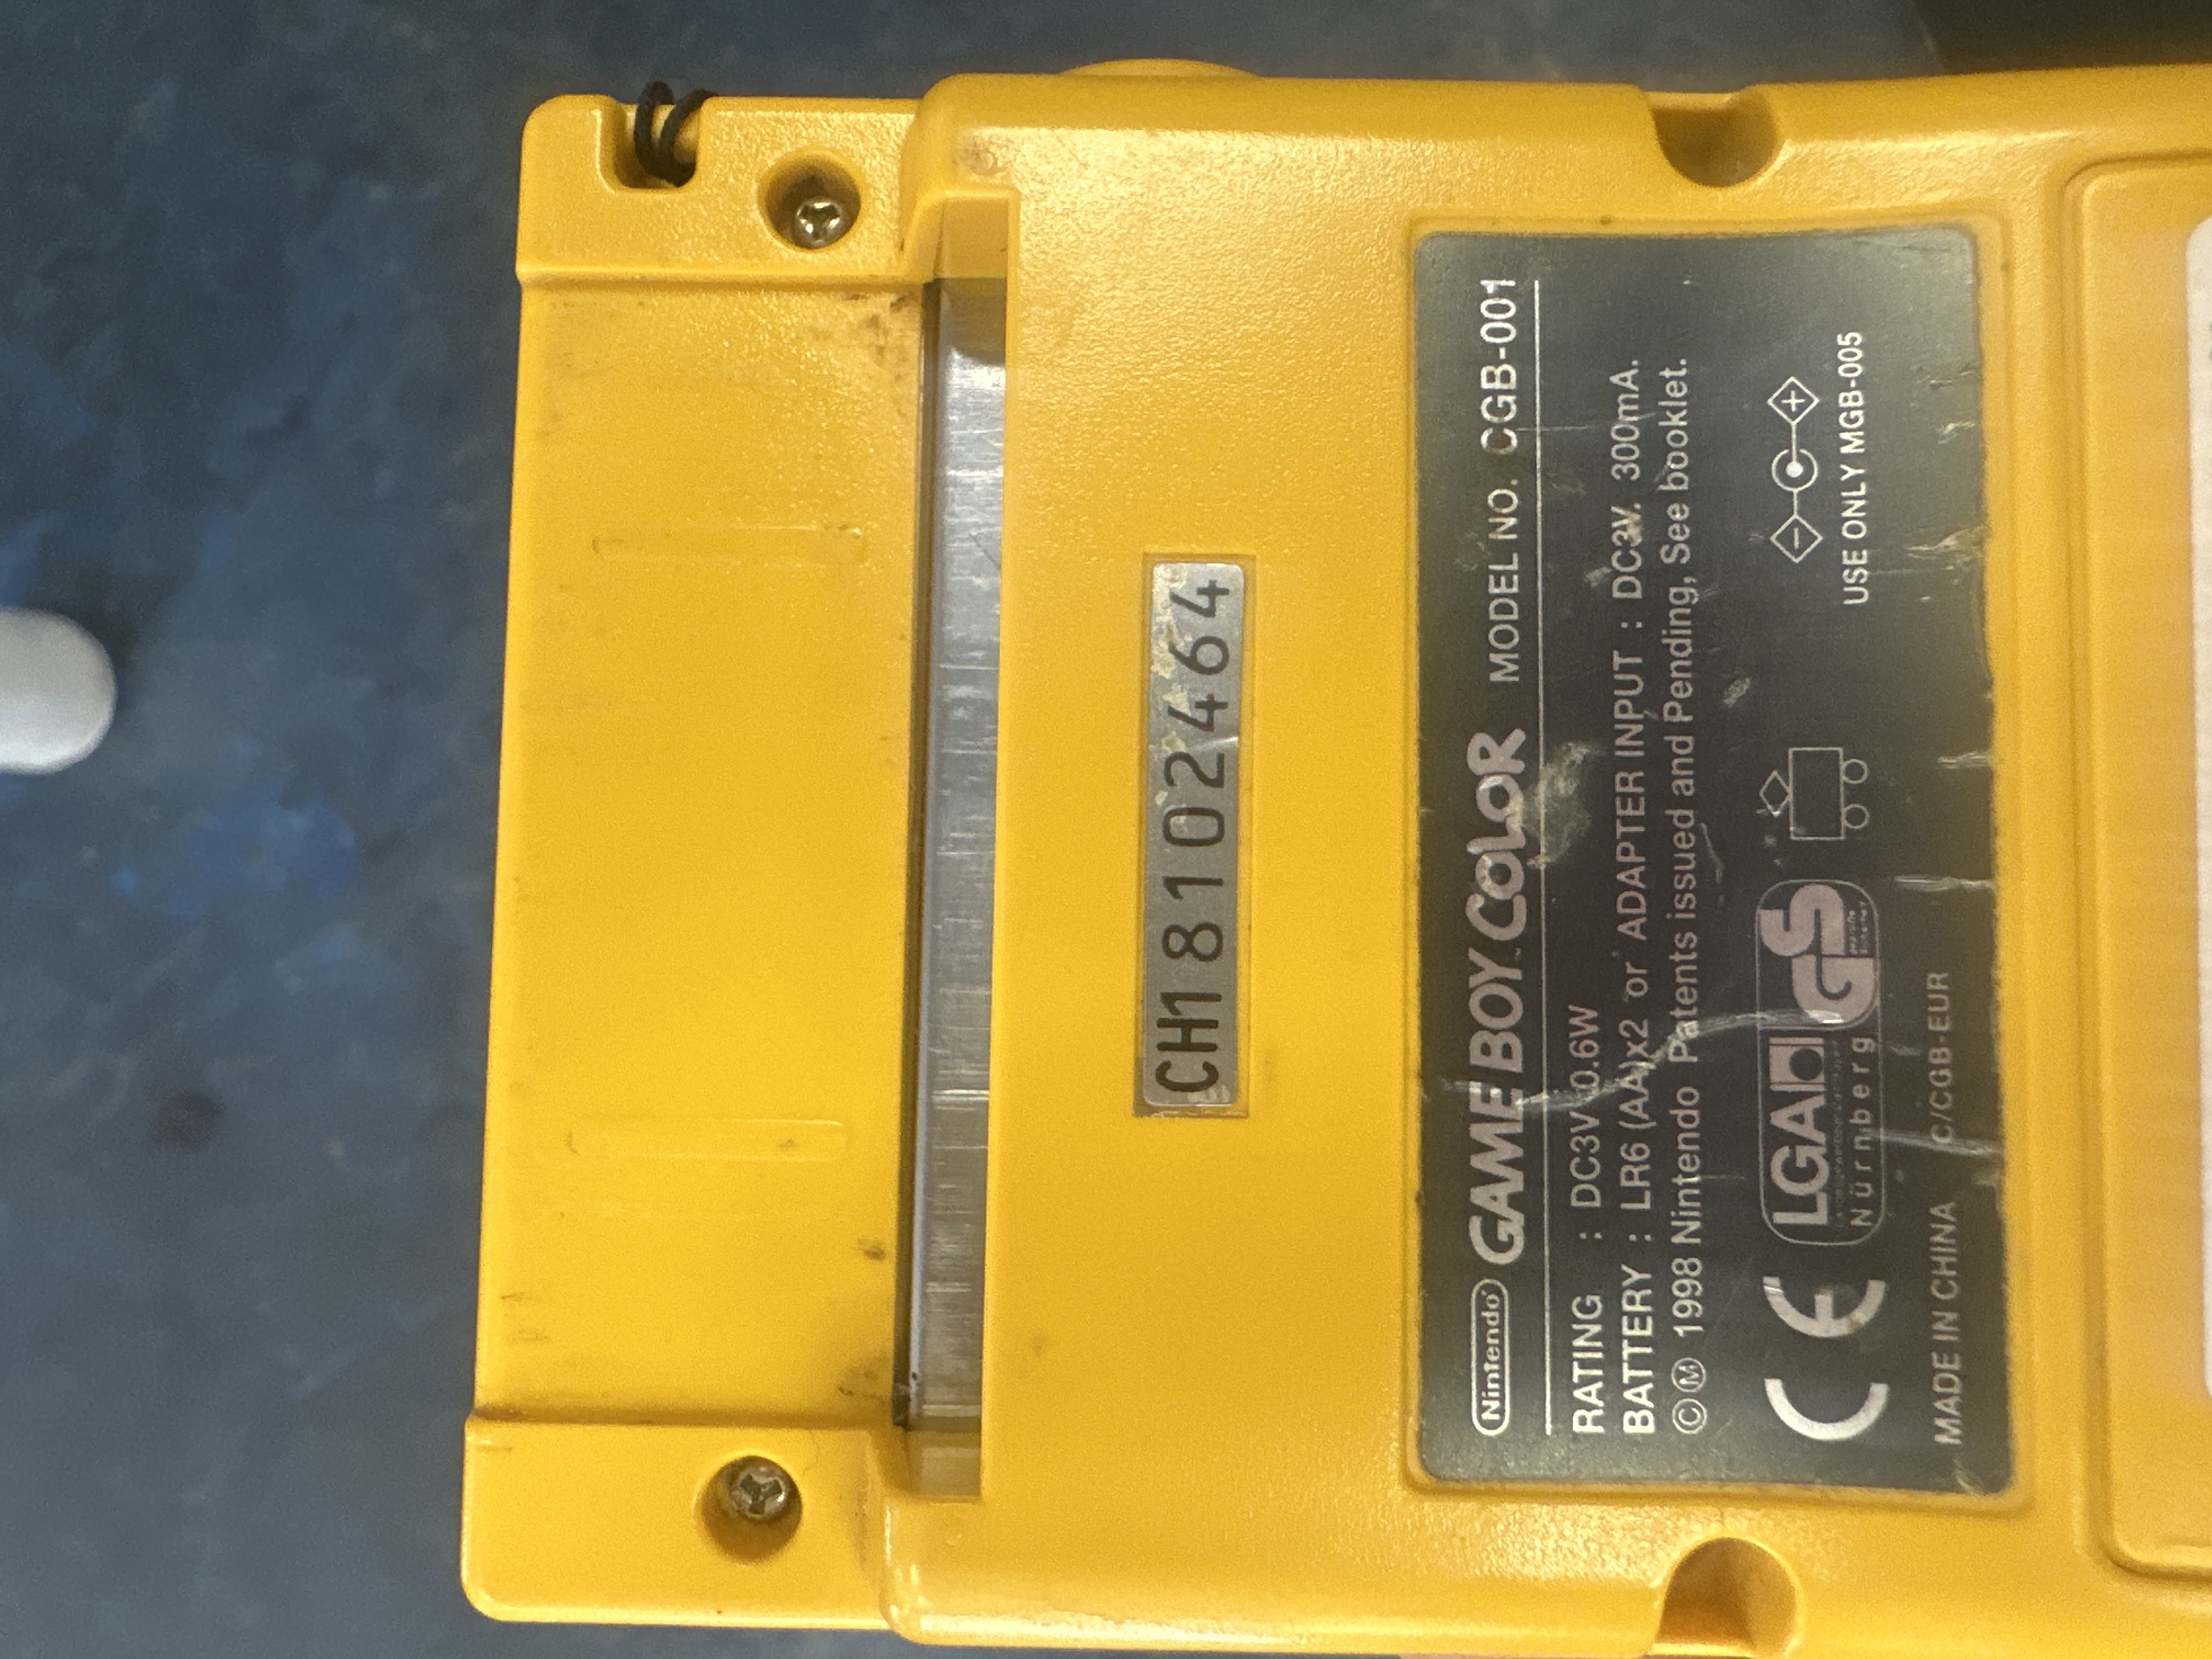 CH18102464
Nintendo GAME BOY COLOR MODEL NO. CGB-001
RATING : DC3V 0.6W
BATTERY : LR6 (AA)x2 or ADAPTER INPUT : DC3V. 300mA.
©Ⓜ 1998 Nintendo Patents issued and Pending, See booklet.
CE LGA GS
Nürnberg
USE ONLY MGB-005
MADE IN CHINA C/CGB-EUR